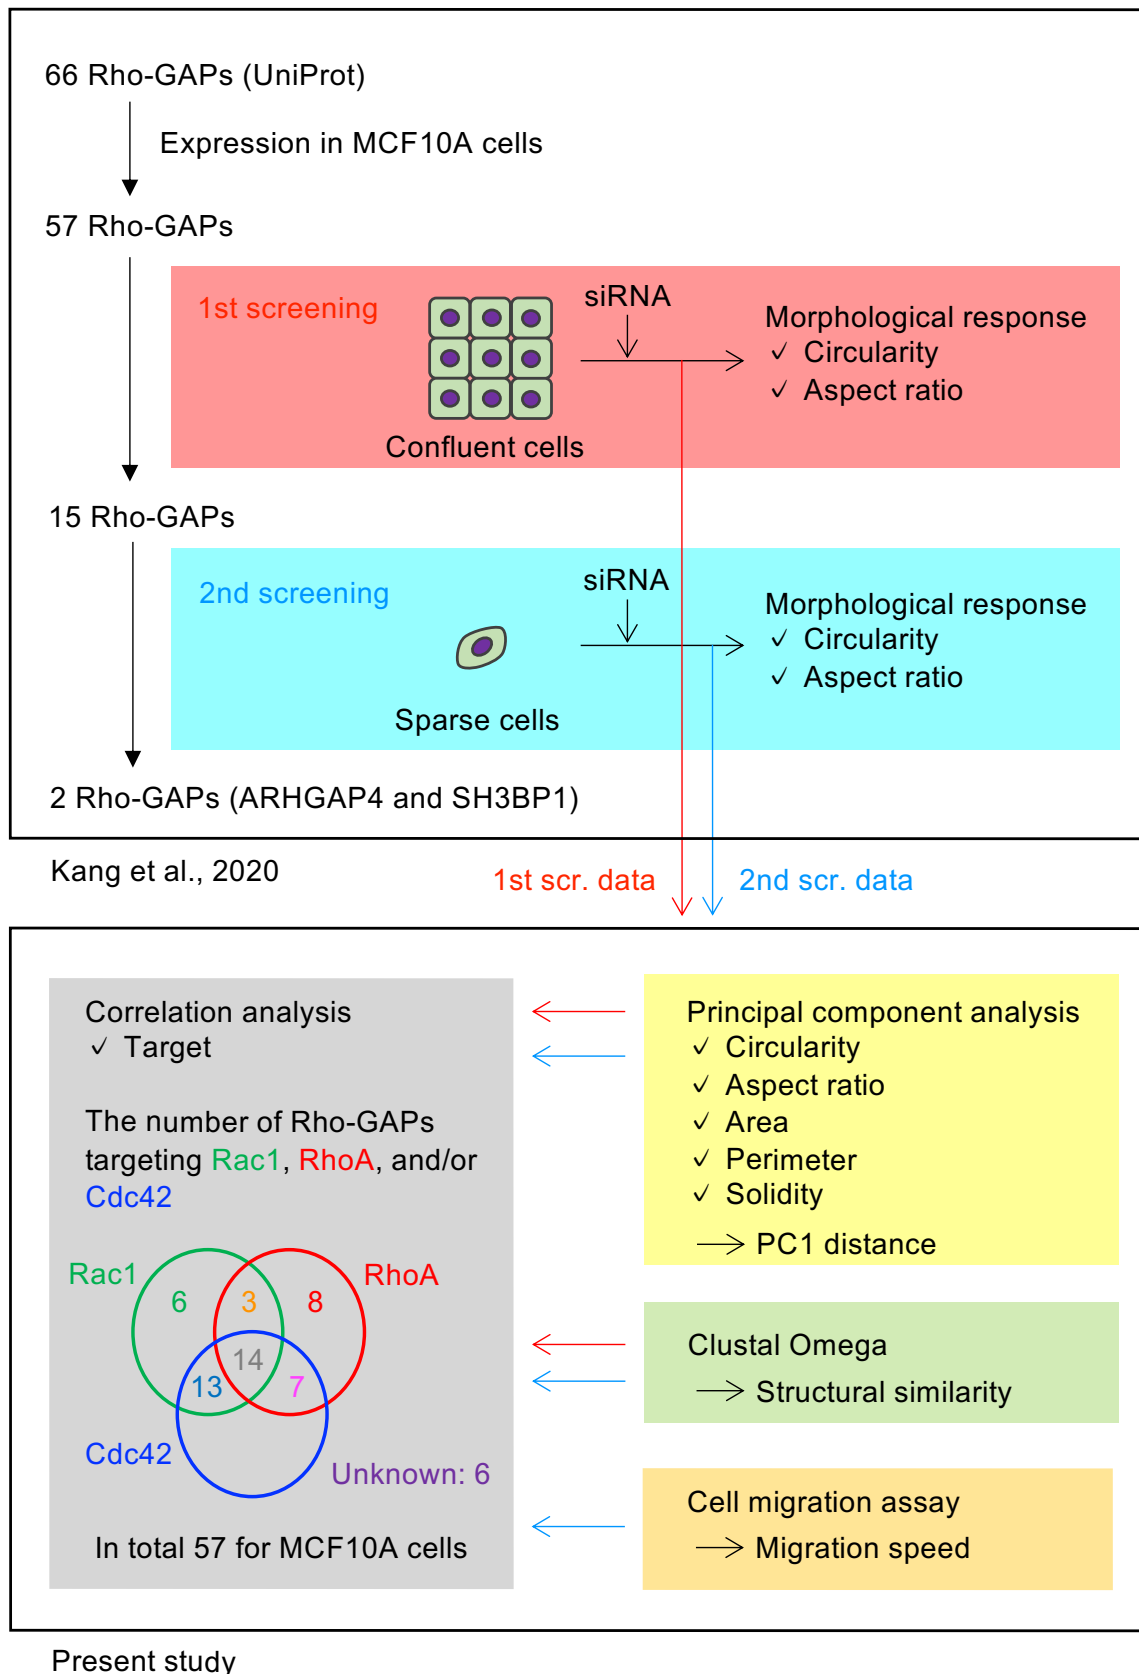 66 Rho-GAPs (UniProt)
Expression in MCF10A cells
57 Rho-GAPs
1st screening
siRNA
Confluent cells
Morphological response
✓ Circularity
✓ Aspect ratio
15 Rho-GAPs
2nd screening
siRNA
Sparse cells
Morphological response
✓ Circularity
✓ Aspect ratio
2 Rho-GAPs (ARHGAP4 and SH3BP1)
Kang et al., 2020
1st scr. data
2nd scr. data
Correlation analysis
✓ Target
The number of Rho-GAPs
targeting Rac1, RhoA, and/or
Cdc42
Rac1
RhoA
6
3
8
14
13
7
Cdc42
Unknown: 6
In total 57 for MCF10A cells
Principal component analysis
✓ Circularity
✓ Aspect ratio
✓ Area
✓ Perimeter
✓ Solidity
→ PC1 distance
Clustal Omega
→ Structural similarity
Cell migration assay
→ Migration speed
Present study